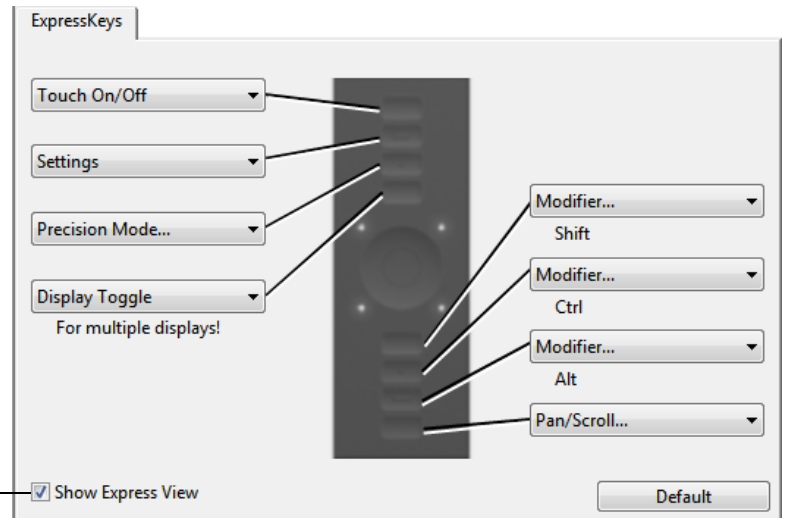 ExpressKeys
Touch On/Off
Settings
Precision Mode...
Display Toggle
For multiple displays!
Modifier...
Shift
Modifier...
Ctrl
Modifier...
Alt
Pan/Scroll...
Show Express View
Default